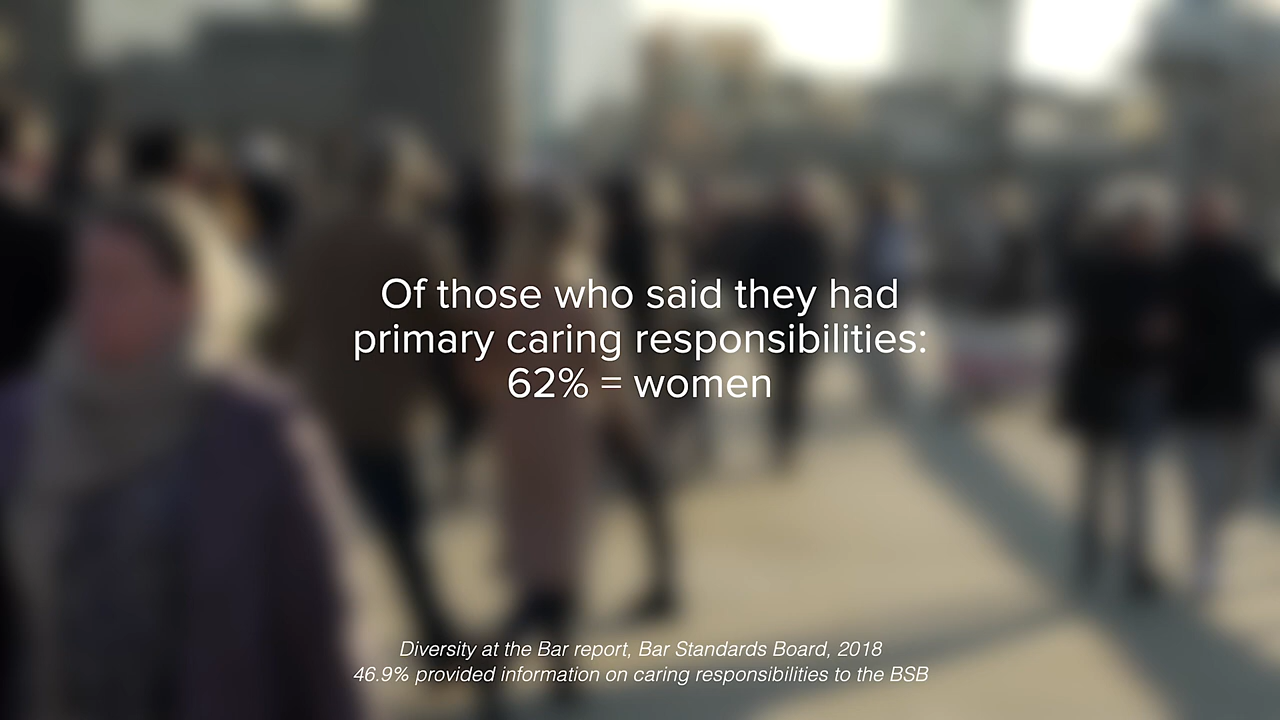 Of those who said they had
primary caring responsibilities:
62% = women
Diversity at the Bar report, Bar Standards Board, 2018
46.9% provided information on caring responsibilities to the BSB